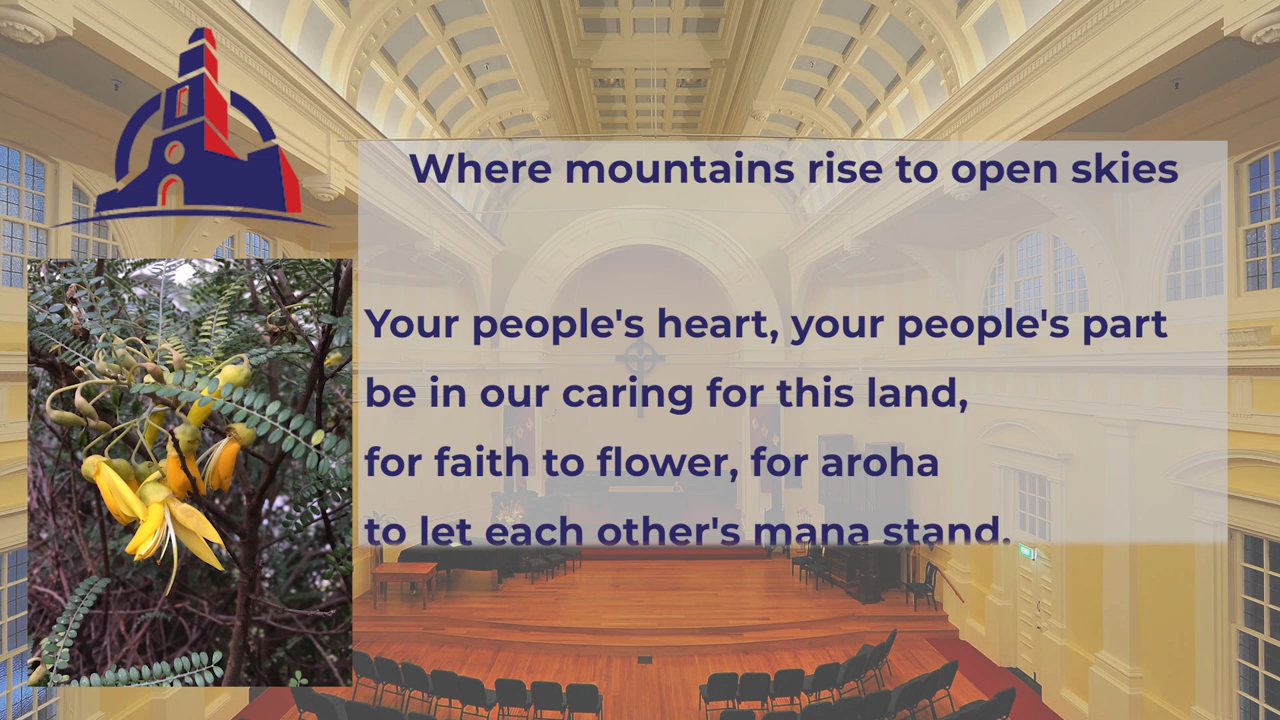 Where mountains rise to open skies
Your people's heart, your people's part
be in our caring for this land,
for faith to flower, for aroha
to let each other's mana stand.